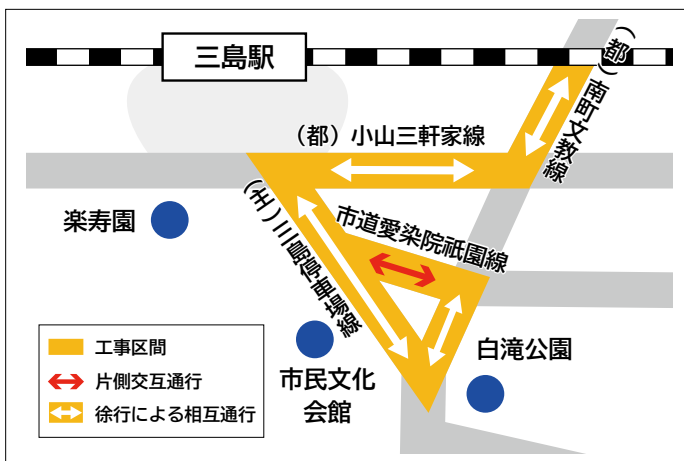 三島駅
(都)南町文教線
(都)小山三軒家線
(主)三島停車場線
市道愛染院祇園線
楽寿園
市民文化
会館
白滝公園
工事区間
片側交互通行
徐行による相互通行